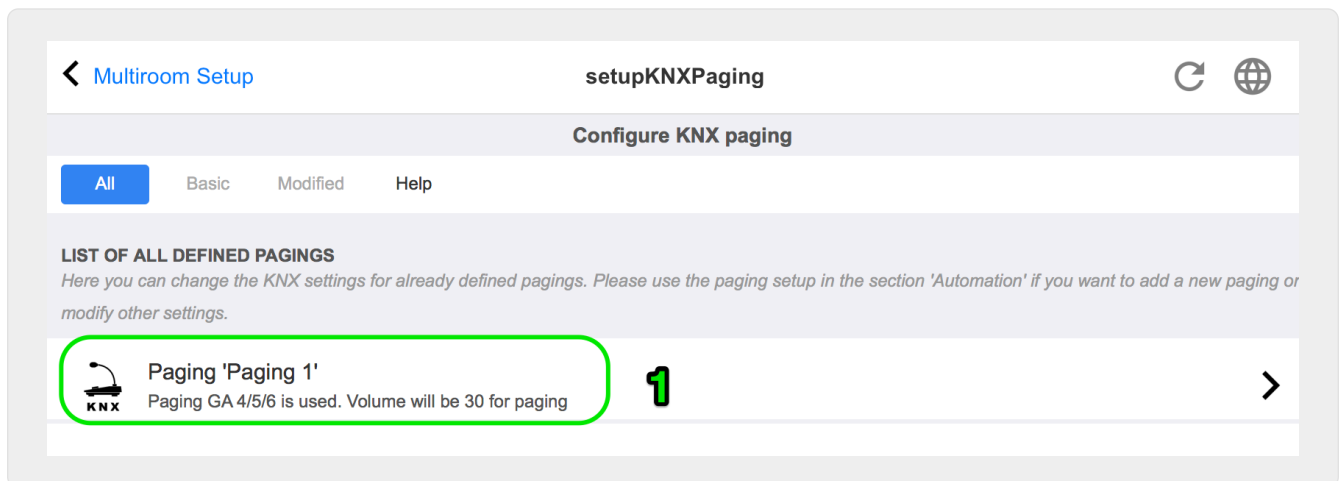 Multiroom Setup
setupKNXPaging
Configure KNX paging
All Basic Modified Help
LIST OF ALL DEFINED PAGINGS
Here you can change the KNX settings for already defined pagings. Please use the paging setup in the section 'Automation' if you want to add a new paging or
modify other settings.
Paging 'Paging 1'
KNX
Paging GA 4/5/6 is used. Volume will be 30 for paging
1